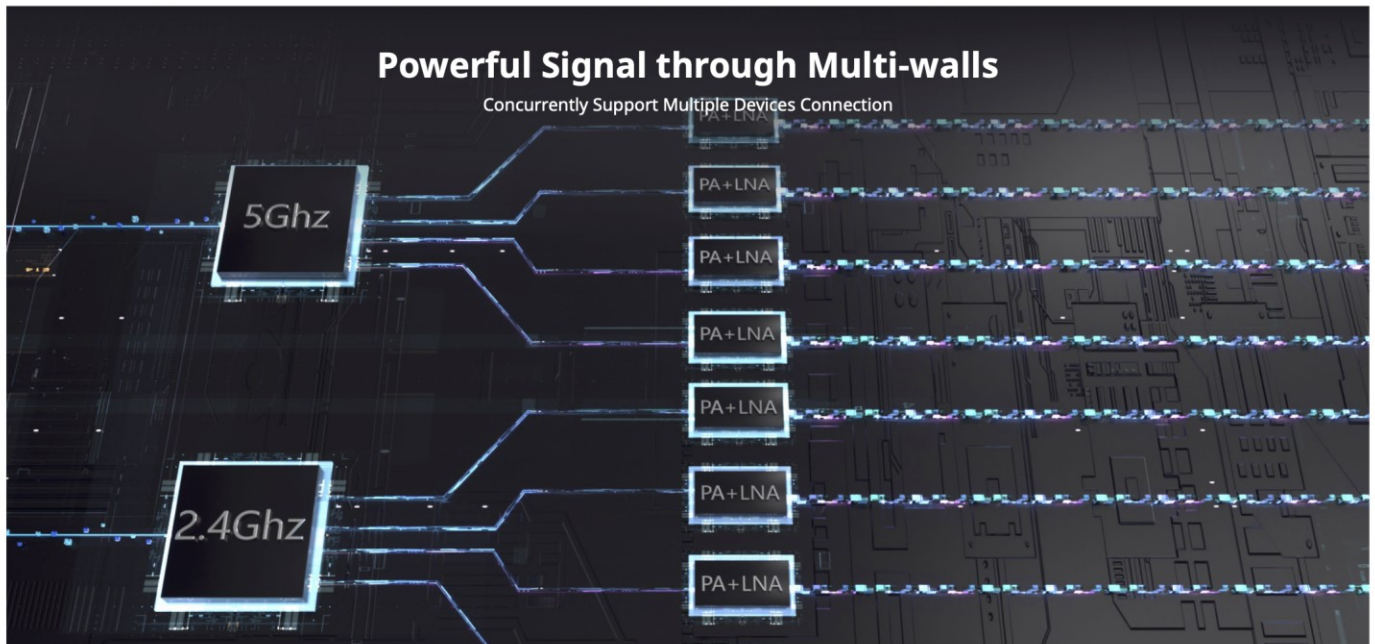 Powerful Signal through Multi-walls
Concurrently Support Multiple Devices Connection
PA+LNA
PA+LNA
5Ghz
PA+LNA
PA+LNA
PA+LNA
2.4Ghz
PA+LNA
PA+LNA